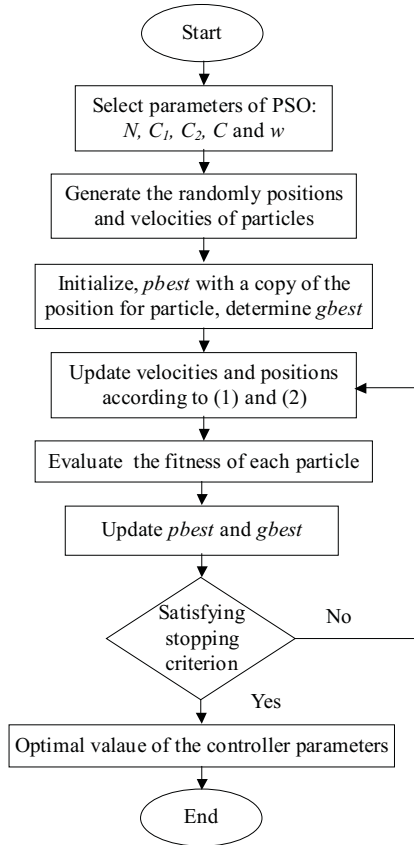 Start
Select parameters of PSO:
N, C1, C2, C and w
Generate the randomly positions
and velocities of particles
Initialize, pbest with a copy of the
position for particle, determine gbest
Update velocities and positions
according to (1) and (2)
Evaluate the fitness of each particle
Update pbest and gbest
Satisfying
stopping
criterion
No
Yes
Optimal valaue of the controller parameters
End